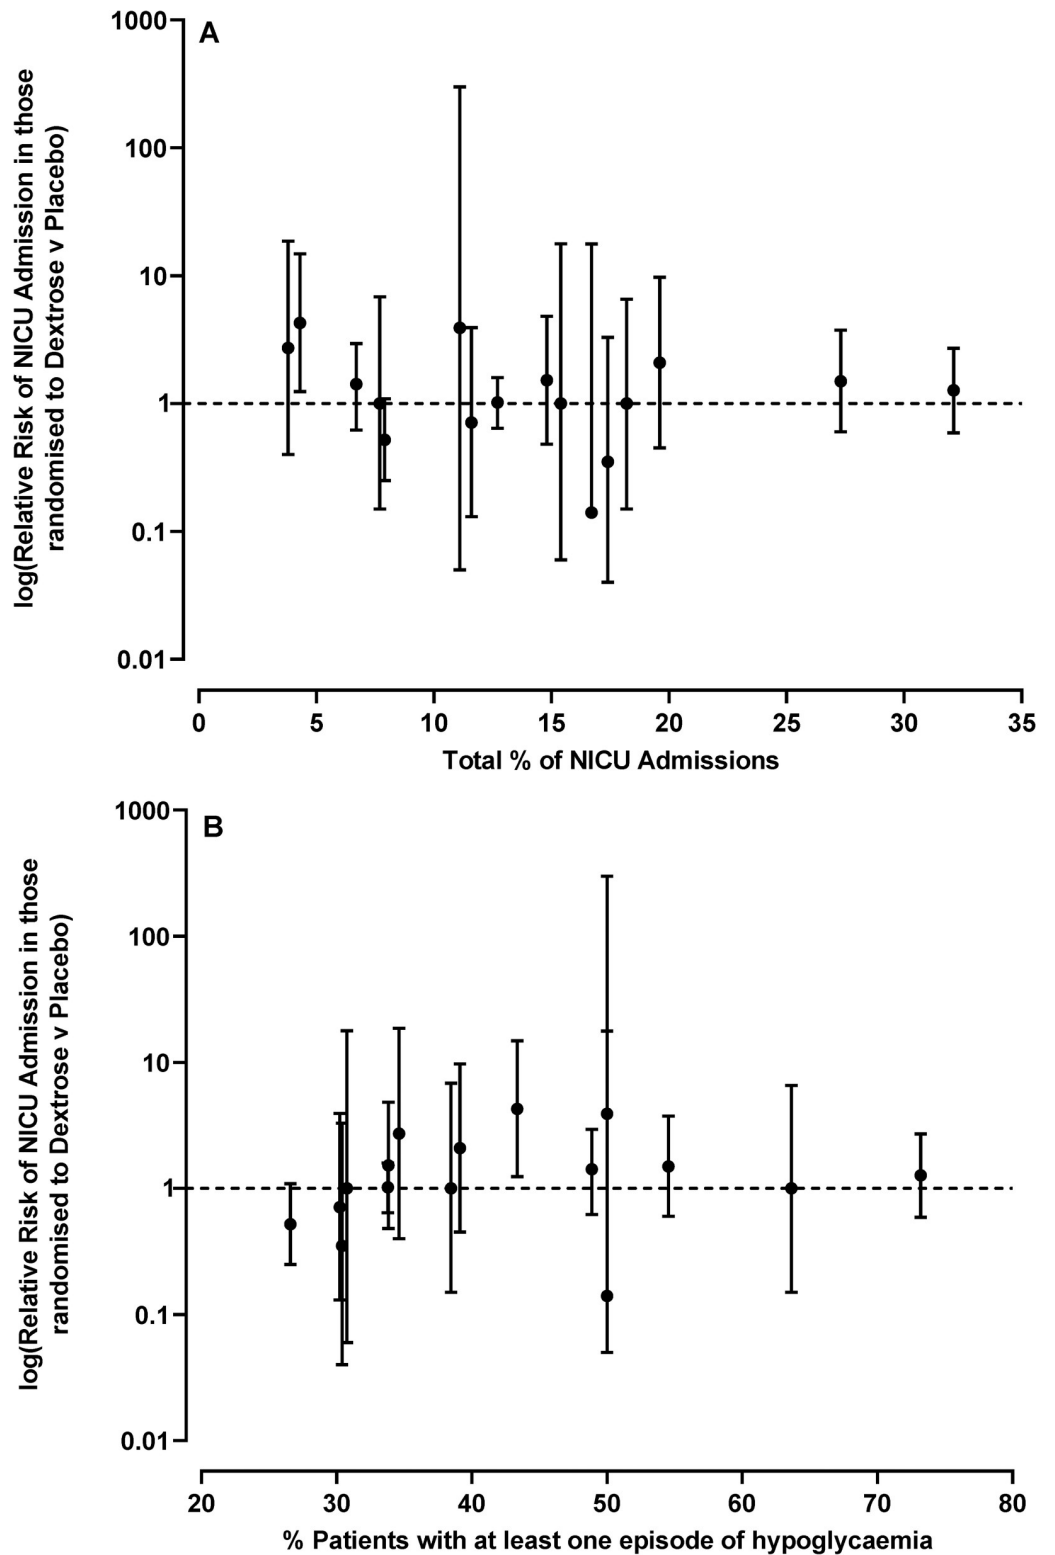 A
log(Relative Risk of NICU Admission in those
randomised to Dextrose v Placebo)
1000
100
10
1
0.1
0.01
0 5 10 15 20 25 30 35
Total % of NICU Admissions
B
log(Relative Risk of NICU Admission in those
randomised to Dextrose v Placebo)
1000
100
10
1
0.1
0.01
20 30 40 50 60 70 80
% Patients with at least one episode of hypoglycaemia